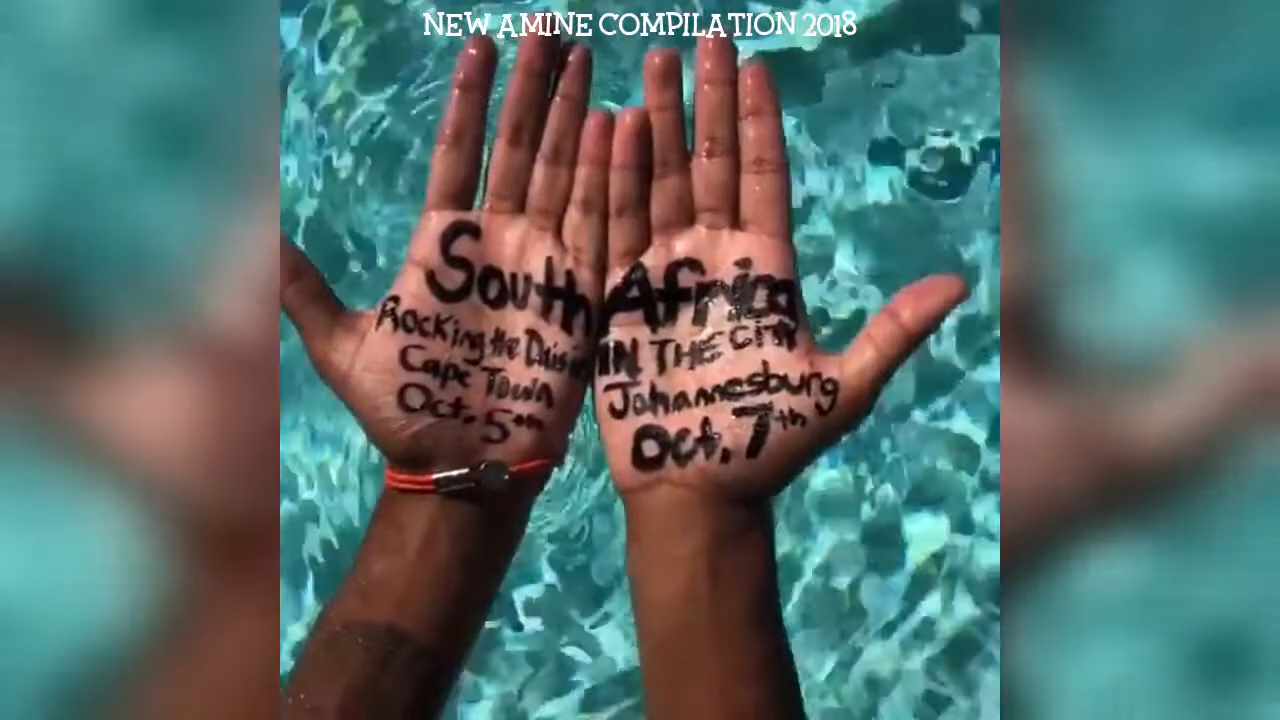 NEW AMINE COMPILATION 2018
South Africa
Rocking the Daisies IN THE CITY
Cape Town Johannesburg
Oct. 5th Oct. 7th